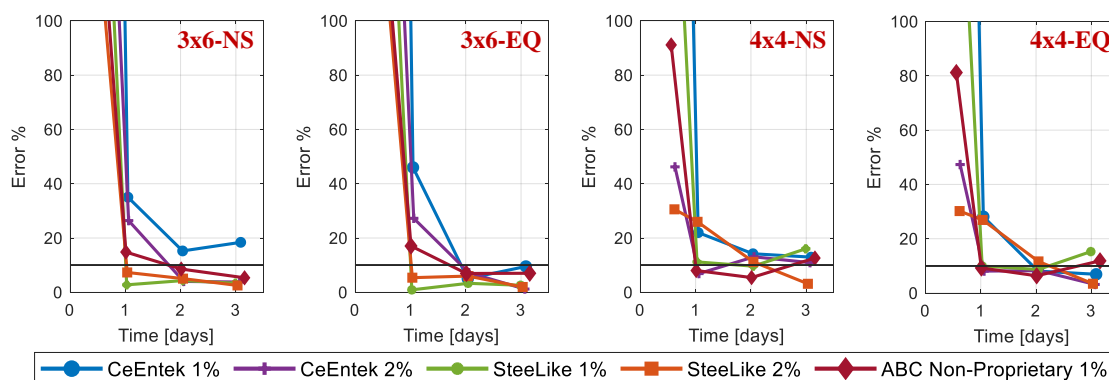 100 80 60 40 20 0
Error %
3x6-NS
0 1 2 3
Time [days]
100 80 60 40 20 0
Error %
3x6-EQ
0 1 2 3
Time [days]
100 80 60 40 20 0
Error %
4x4-NS
0 1 2 3
Time [days]
100 80 60 40 20 0
Error %
4x4-EQ
0 1 2 3
Time [days]
CeEntek 1% CeEntek 2% SteeLike 1% SteeLike 2% ABC Non-Proprietary 1%